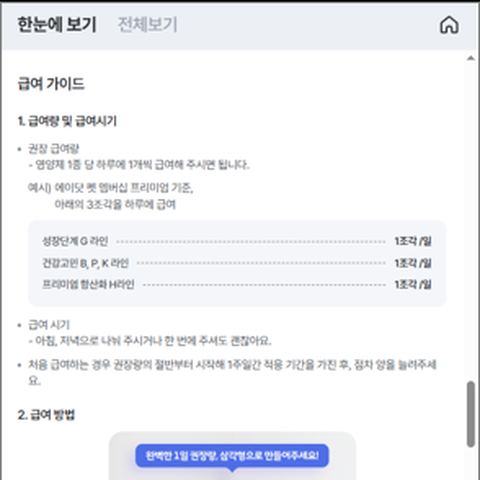 한눈에 보기 전체보기
급여 가이드
1. 급여량 및 급여시기
• 권장 급여량
- 영양제 1종 당 하루에 1개씩 급여해 주시면 됩니다.
예시) 에이닷 펫 멤버십 프리미엄 기준,
아래의 3조각을 하루에 급여
성장단계 G 라인 1조각 /일
건강고민 B, P, K 라인 1조각 /일
프리미엄 항산화 H라인 1조각 /일
• 급여 시기
- 아침, 저녁으로 나눠 주시거나 한 번에 주셔도 괜찮아요.
• 처음 급여하는 경우 권장량의 절반부터 시작해 1주일간 적응 기간을 가진 후, 점차 양을 늘려주세
요.
2. 급여 방법
완벽한 1일 권장량, 삼각형으로 만들어주세요!